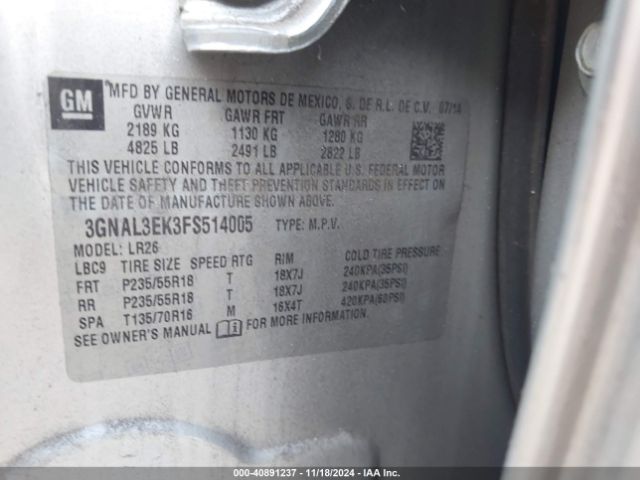 GM
MFD BY GENERAL MOTORS DE MEXICO, S. DE R.L. DE C.V. 07/14
GVWR GAWR FRT GAWR RR
2189 KG 1130 KG 1280 KG
4825 LB 2491 LB 2822 LB
THIS VEHICLE CONFORMS TO ALL APPLICABLE U.S. FEDERAL MOTOR
VEHICLE SAFETY AND THEFT PREVENTION STANDARDS IN EFFECT ON
THE DATE OF MANUFACTURE SHOWN ABOVE.
3GNAL3EK3FS514005 TYPE: M.P.V.
MODEL: LR26
LBC9 TIRE SIZE SPEED RTG RIM COLD TIRE PRESSURE
FRT P235/55R18 T 18X7J 240KPA(35PSI)
RR P235/55R18 T 18X7J 240KPA(35PSI)
SPA T135/70R16 M 16X4T 420KPA(60PSI)
SEE OWNER'S MANUAL FOR MORE INFORMATION.
000-40891237 - 11/18/2024 - IAA Inc.